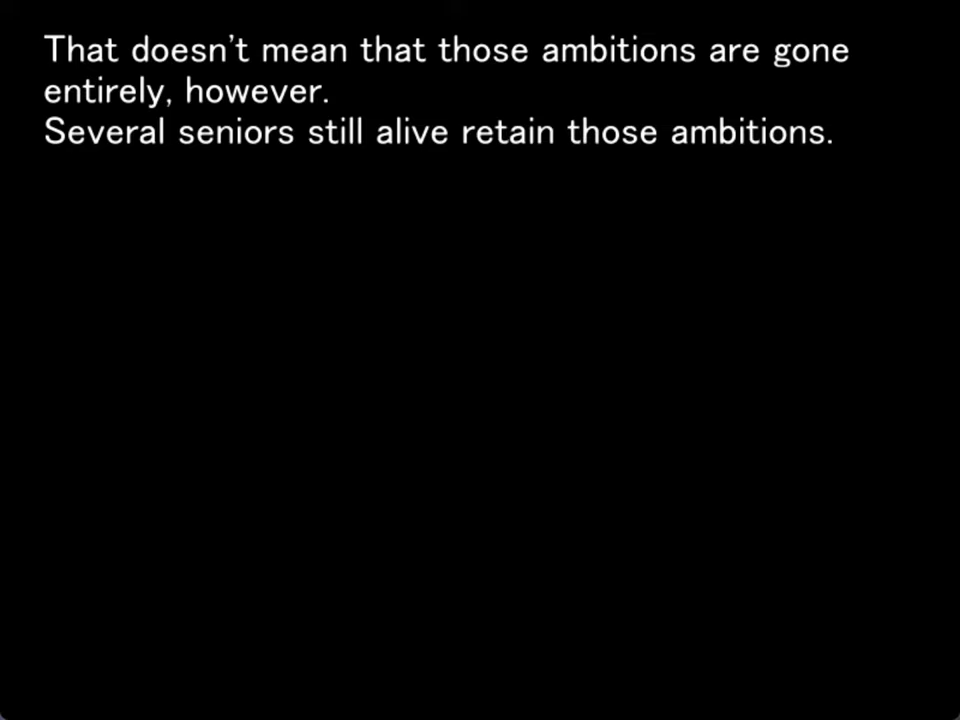 That doesn't mean that those ambitions are gone
entirely, however.
Several seniors still alive retain those ambitions.